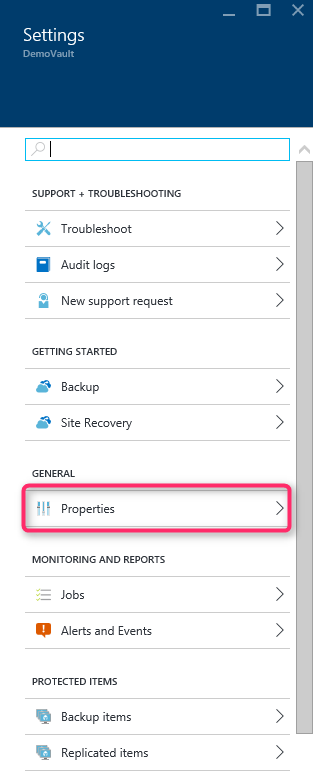 Settings
DemoVault
SUPPORT + TROUBLESHOOTING
Troubleshoot
Audit logs
New support request
GETTING STARTED
Backup
Site Recovery
GENERAL
Properties
MONITORING AND REPORTS
Jobs
Alerts and Events
PROTECTED ITEMS
Backup items
Replicated items